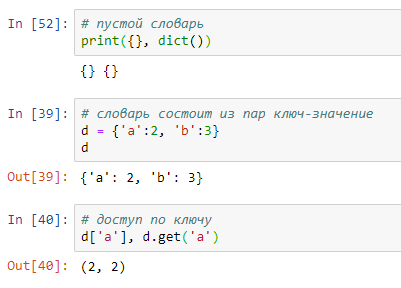 In [52]: # пустой словарь
print({}, dict())
{} {}
In [39]: # словарь состоит из пар ключ-значение
d = {'a':2, 'b':3}
d
Out[39]: {'a': 2, 'b': 3}
In [40]: # доступ по ключу
d['a'], d.get('a')
Out[40]: (2, 2)